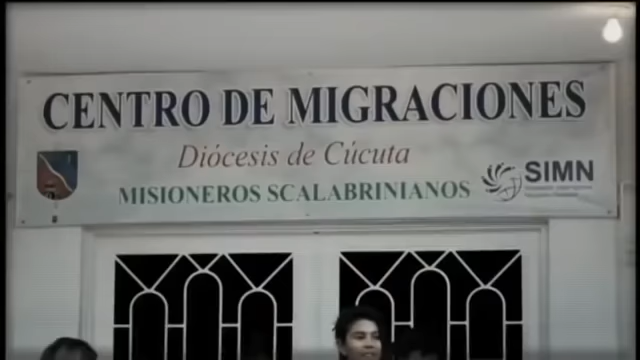 CENTRO DE MIGRACIONES
Diócesis de Cúcuta
MISIONEROS SCALABRINIANOS
SIMN